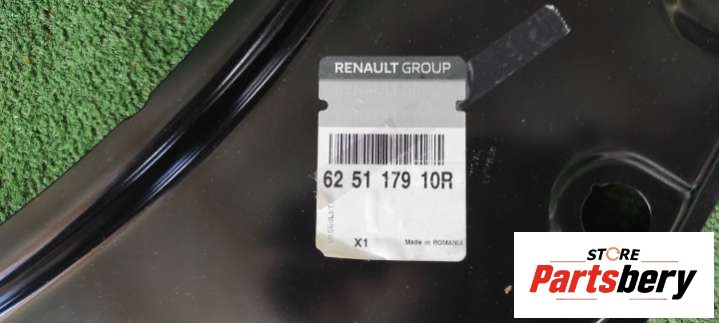 RENAULT GROUP
62 51 179 10R
X1
Made in ROMANIA
STORE
Partsbery